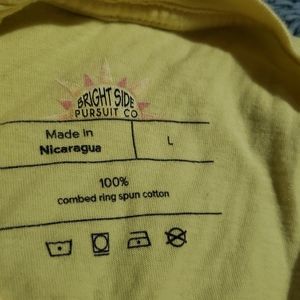 BRIGHT SIDE
PURSUIT CO
Made in
Nicaragua
L
100%
combed ring spun cotton